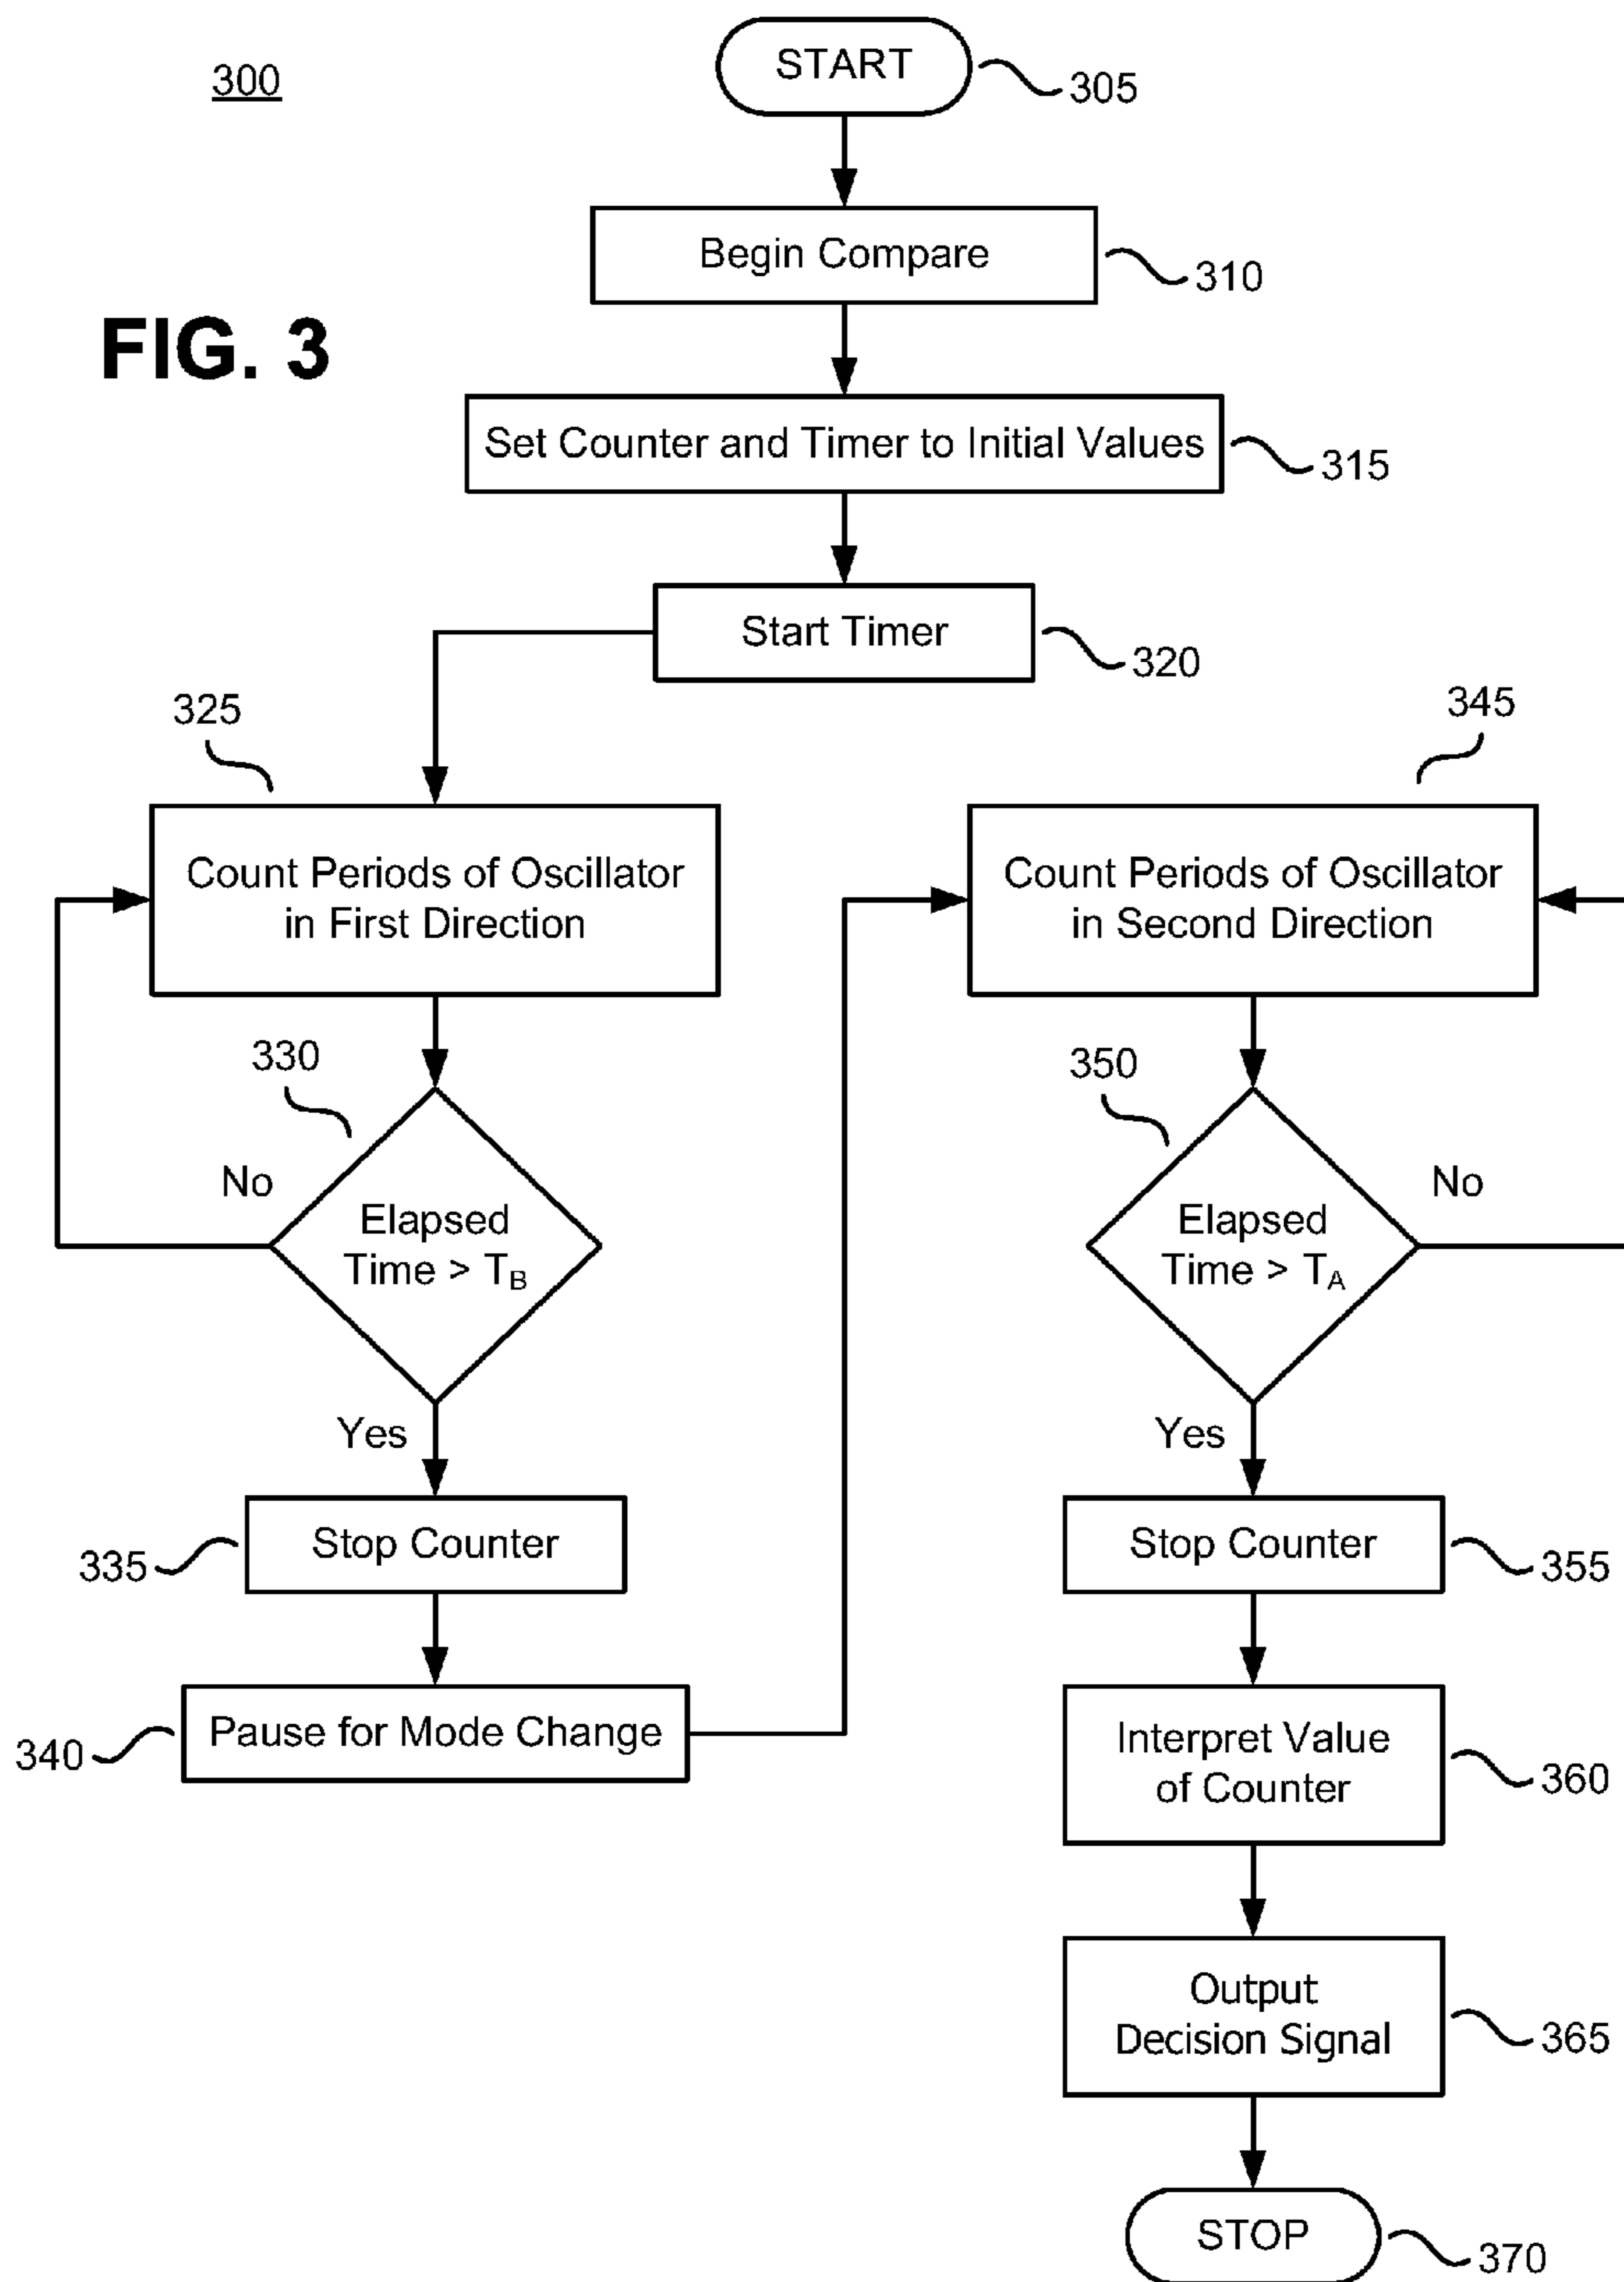 300
START
305
Begin Compare
310
FIG. 3
Set Counter and Timer to Initial Values
315
Start Timer
320
325
Count Periods of Oscillator
in First Direction
330
No
Elapsed
Time > TB
Yes
Stop Counter
335
Pause for Mode Change
340
345
Count Periods of Oscillator
in Second Direction
350
No
Elapsed
Time > TA
Yes
Stop Counter
355
Interpret Value
of Counter
360
Output
Decision Signal
365
STOP
370